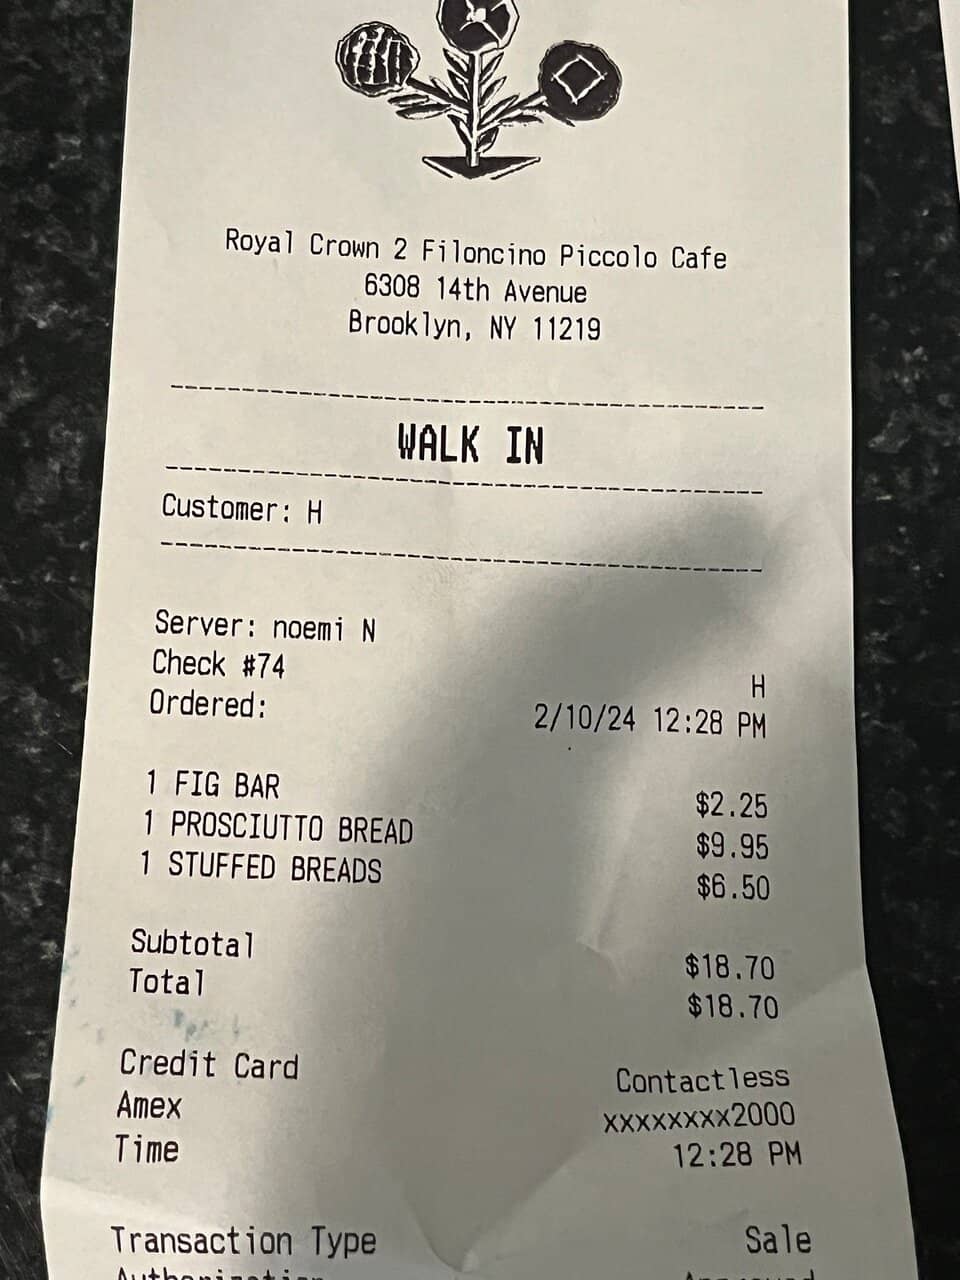 Royal Crown 2 Filoncino Piccolo Cafe
6308 14th Avenue
Brooklyn, NY 11219
WALK IN
Customer: H
Server: noemi N
Check #74 H
Ordered: 2/10/24 12:28 PM
1 FIG BAR $2.25
1 PROSCIUTTO BREAD $9.95
1 STUFFED BREADS $6.50
Subtotal $18.70
Total $18.70
Credit Card Contactless
Amex xxxxxxxx2000
Time 12:28 PM
Transaction Type Sale
Authorization Approved